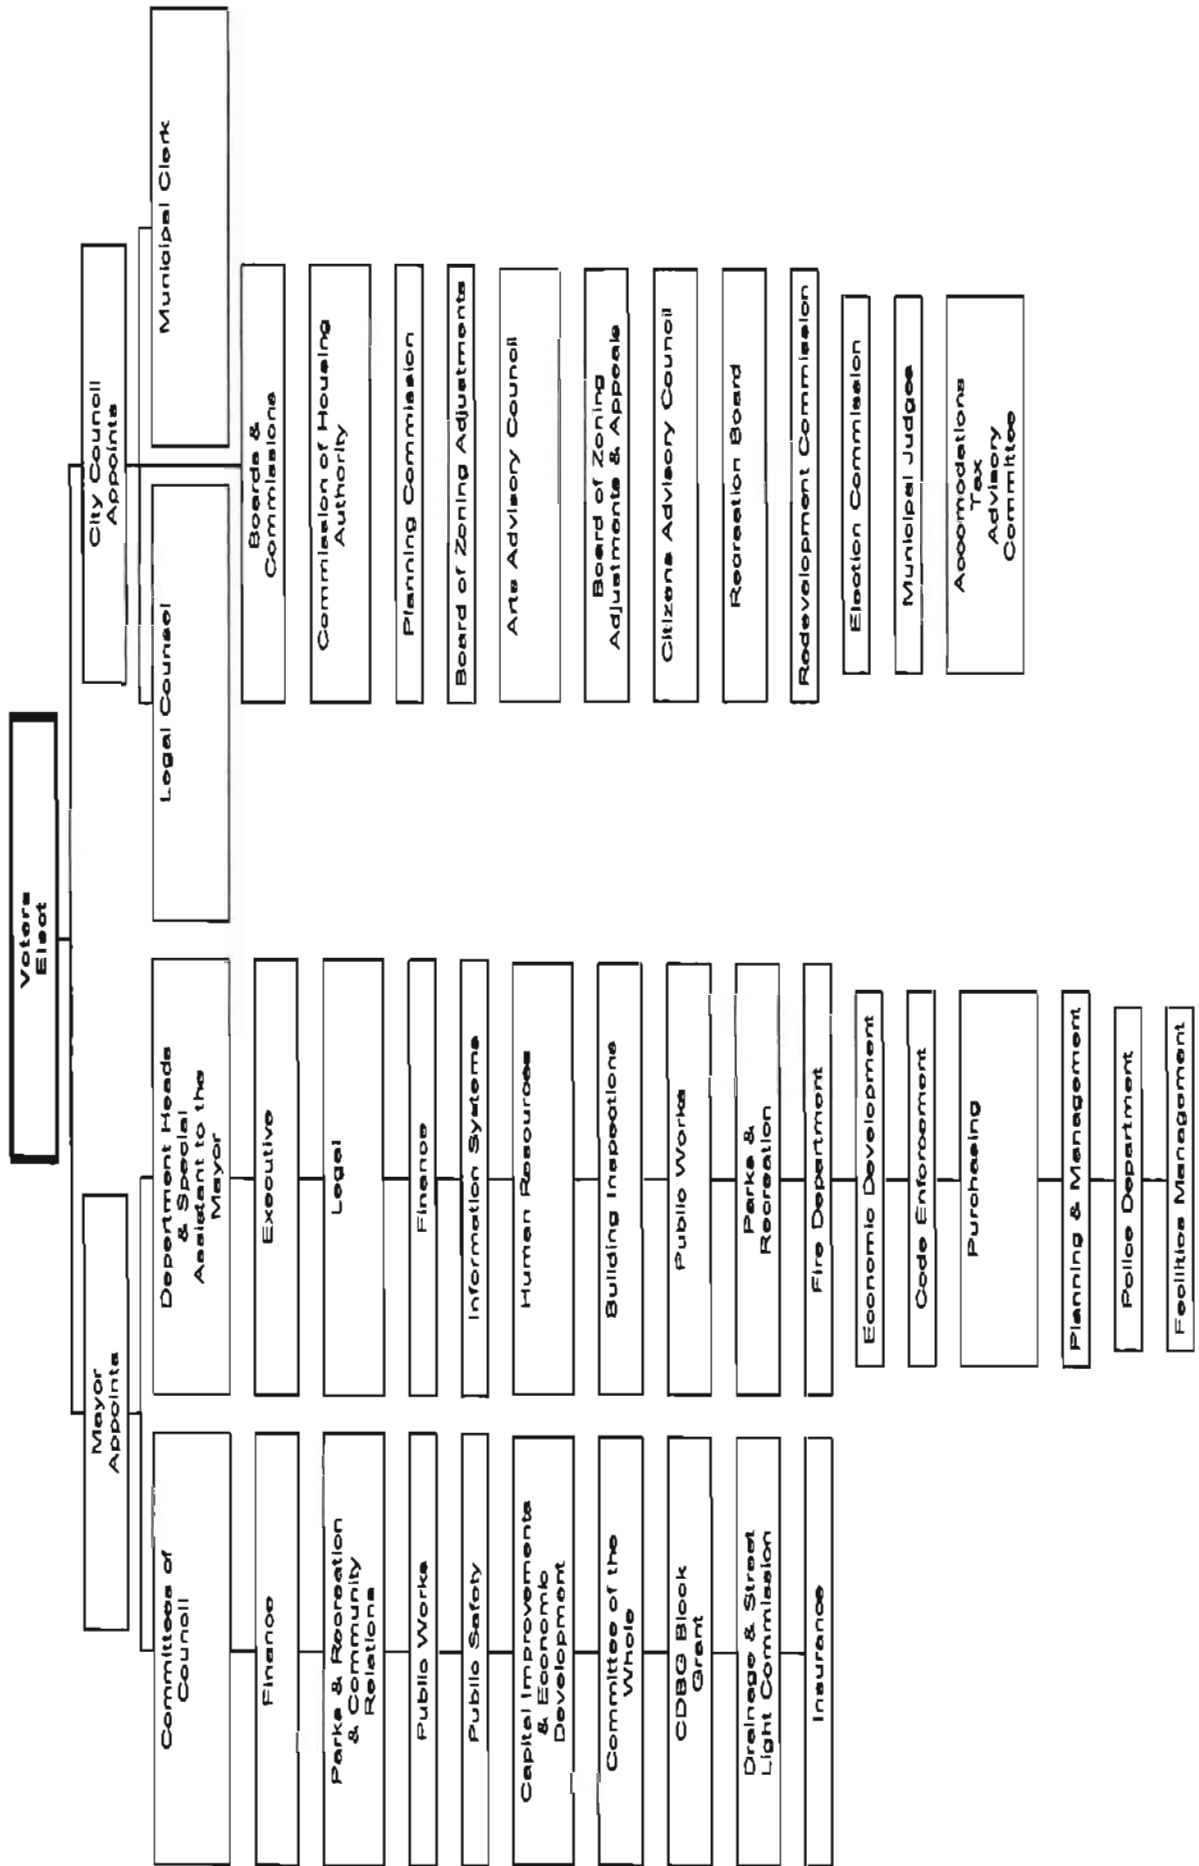 Voters
Elect
Mayor
Appoints
City Council
Appoints
Committees of
Council
Finance
Parks & Recreation
& Community
Relations
Public Works
Public Safety
Capital Improvements
& Economic
Development
Committee of the
Whole
CDBG Block
Grant
Drainage & Street
Light Commission
Insurance
Department Heads
& Special
Assistant to the
Mayor
Executive
Legal
Finance
Information Systems
Human Resources
Building Inspections
Public Works
Parks &
Recreation
Fire Department
Economic Development
Code Enforcement
Purchasing
Planning & Management
Police Department
Facilities Management
Legal Counsel
Municipal Clerk
Boards &
Commissions
Commission of Housing
Authority
Planning Commission
Board of Zoning Adjustments
Arts Advisory Council
Board of Zoning
Adjustments & Appeals
Citizens Advisory Council
Recreation Board
Redevelopment Commission
Election Commission
Municipal Judges
Accomodations
Tax
Advisory
Committee